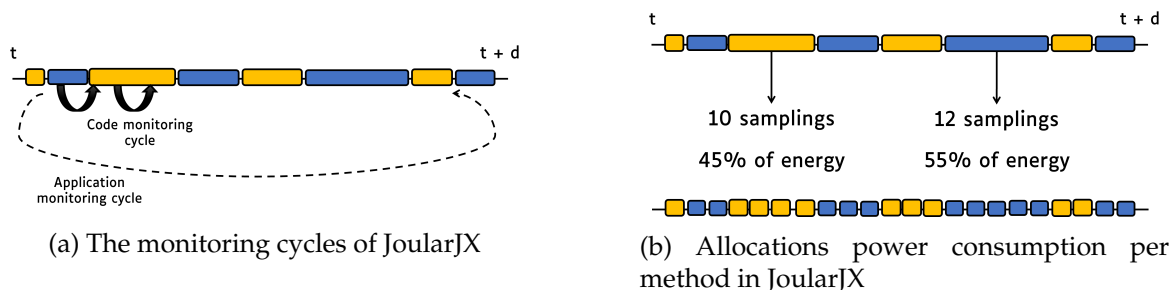 t
t + d
Code monitoring
cycle
Application
monitoring cycle
(a) The monitoring cycles of JoularJX
t
t + d
10 samplings
12 samplings
45% of energy
55% of energy
(b) Allocations power consumption per
method in JoularJX